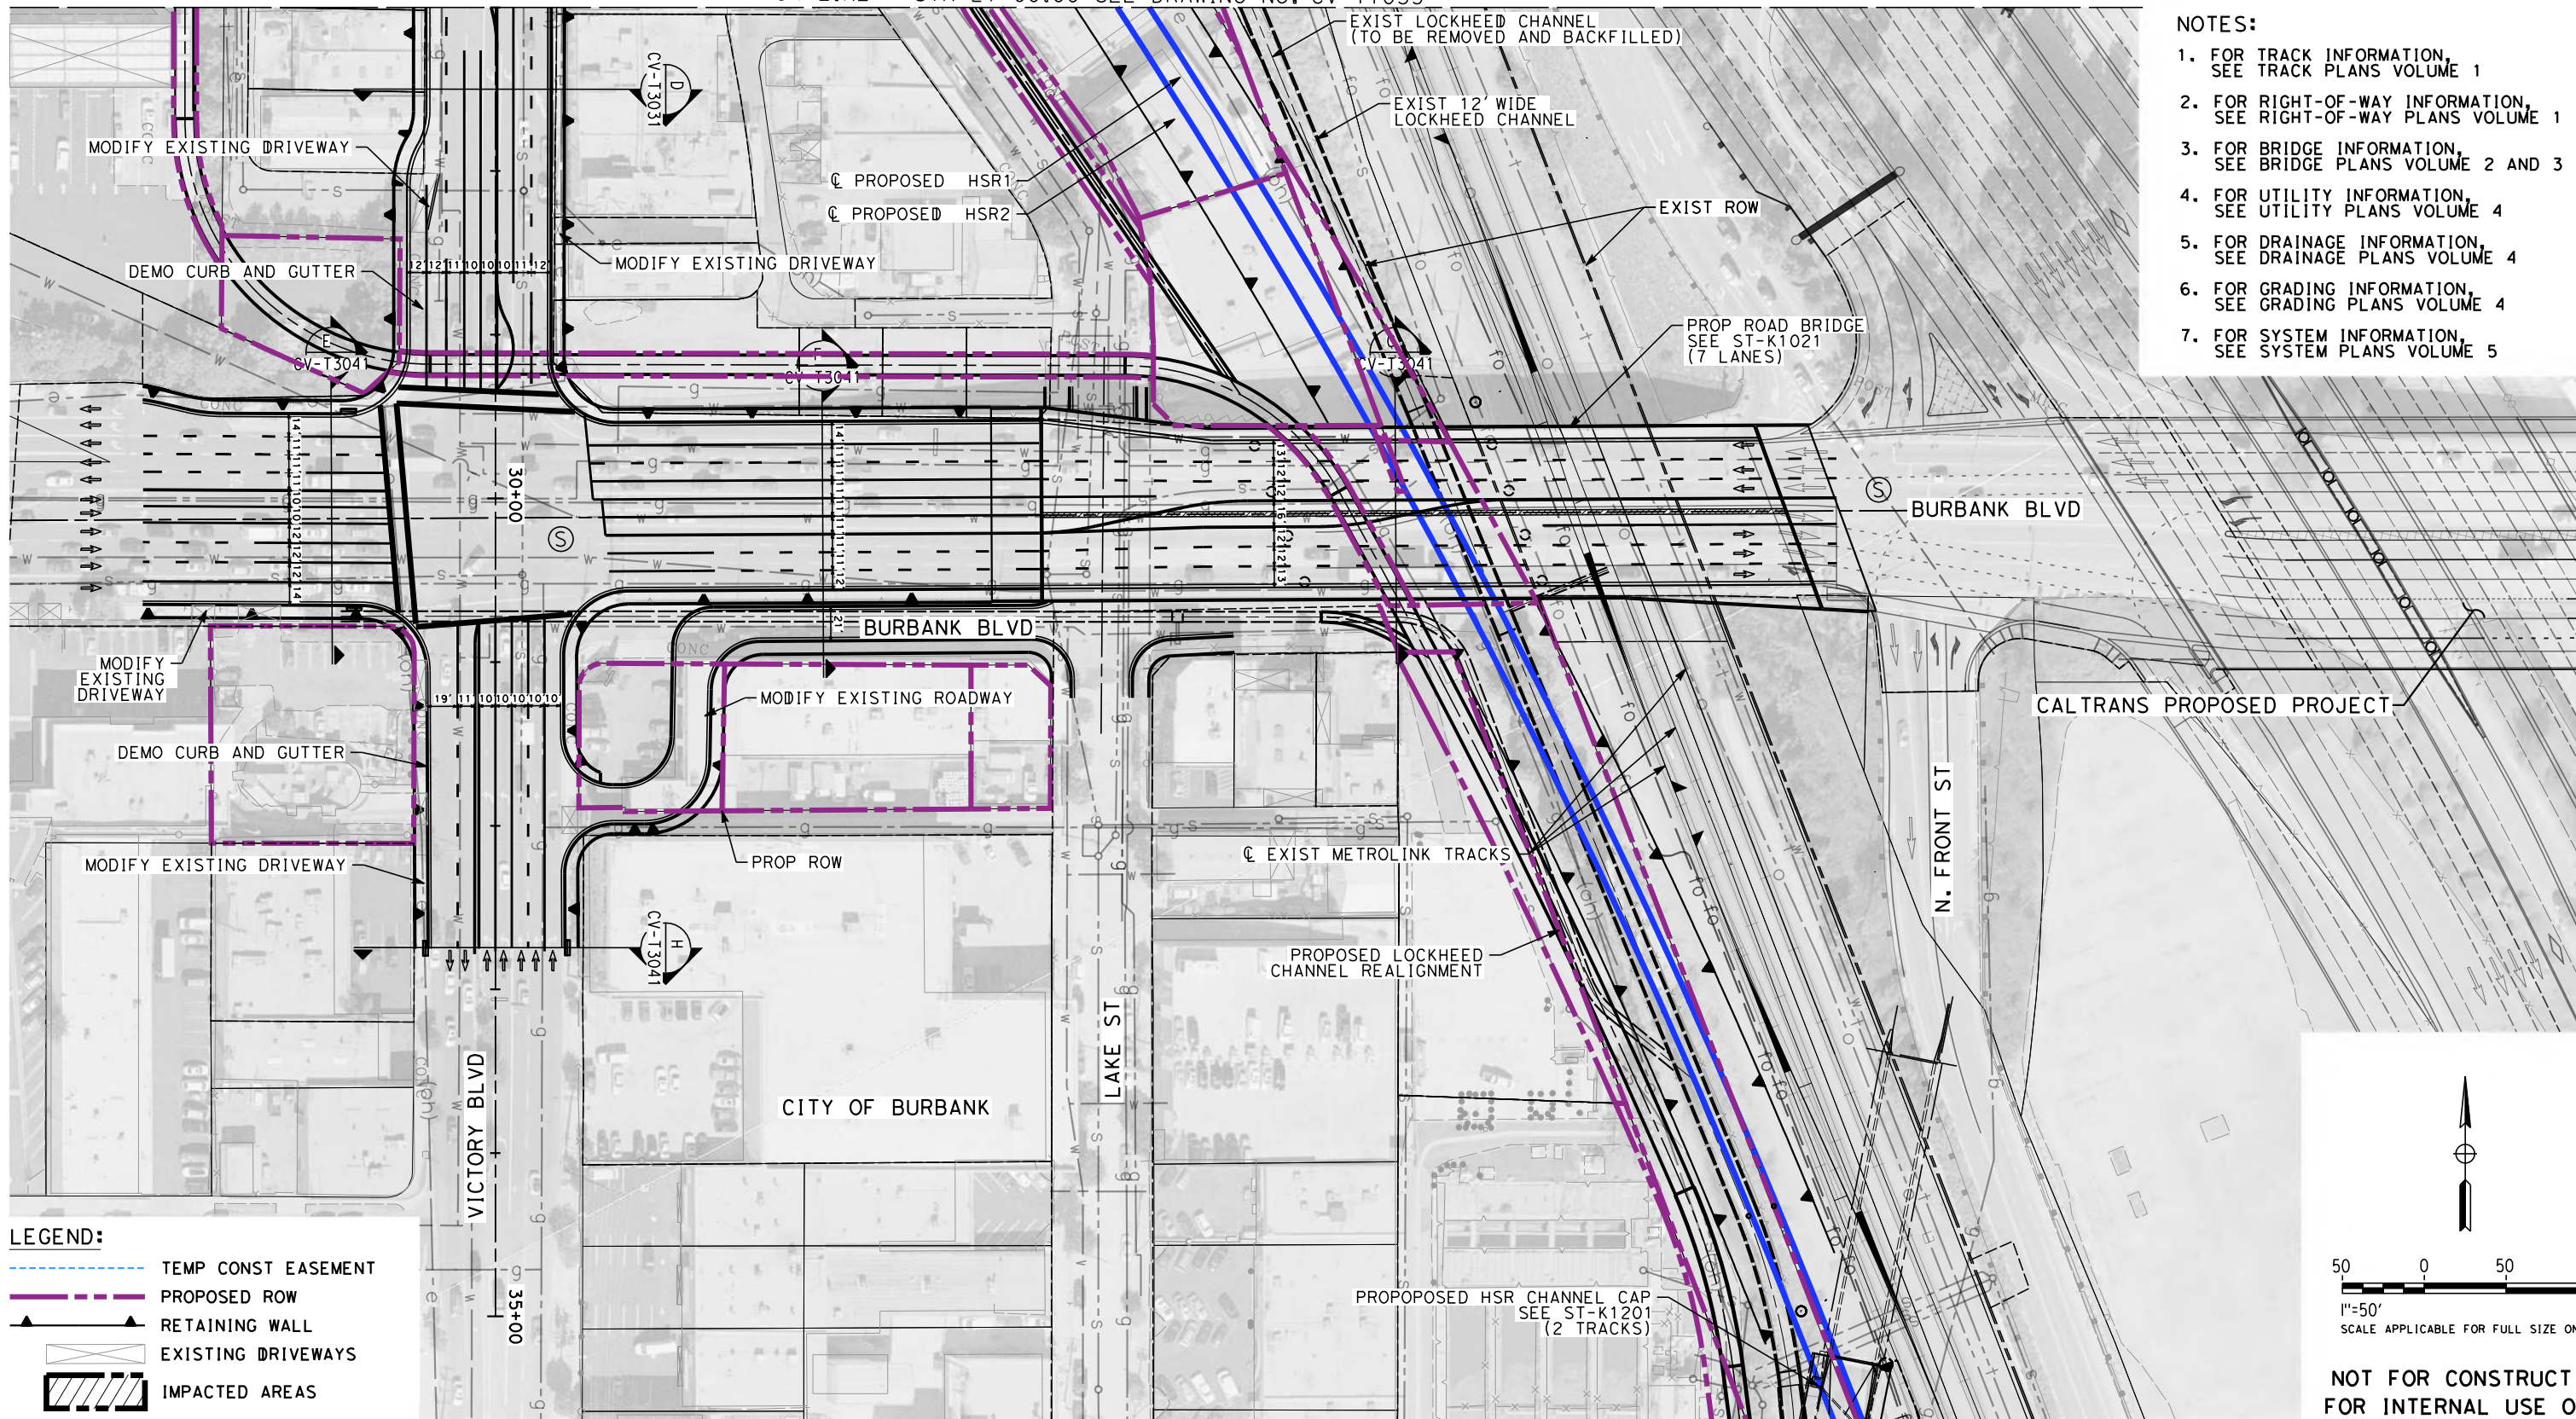 EXIST LOCKHEED CHANNEL
(TO BE REMOVED AND BACKFILLED)
NOTES:
1. FOR TRACK INFORMATION,
SEE TRACK PLANS VOLUME 1
2. FOR RIGHT-OF-WAY INFORMATION,
SEE RIGHT-OF-WAY PLANS VOLUME 1
3. FOR BRIDGE INFORMATION,
SEE BRIDGE PLANS VOLUME 2 AND 3
4. FOR UTILITY INFORMATION,
SEE UTILITY PLANS VOLUME 4
5. FOR DRAINAGE INFORMATION,
SEE DRAINAGE PLANS VOLUME 4
6. FOR GRADING INFORMATION,
SEE GRADING PLANS VOLUME 4
7. FOR SYSTEM INFORMATION,
SEE SYSTEM PLANS VOLUME 5
D
CV-T3031
EXIST 12' WIDE
LOCKHEED CHANNEL
MODIFY EXISTING DRIVEWAY
℄ PROPOSED HSR1
℄ PROPOSED HSR2
EXIST ROW
DEMO CURB AND GUTTER
MODIFY EXISTING DRIVEWAY
PROP ROAD BRIDGE
SEE ST-K1021
(7 LANES)
E
CV-T3041
F
CV-T3041
CV-T3041
30+00
S
S
BURBANK BLVD
BURBANK BLVD
21'
MODIFY
EXISTING
DRIVEWAY
MODIFY EXISTING ROADWAY
19' 11' 10' 10' 10' 10' 10'
CALTRANS PROPOSED PROJECT
DEMO CURB AND GUTTER
N. FRONT ST
MODIFY EXISTING DRIVEWAY
PROP ROW
℄ EXIST METROLINK TRACKS
H
CV-T3041
PROPOSED LOCKHEED
CHANNEL REALIGNMENT
VICTORY BLVD
LAKE ST
CITY OF BURBANK
35+00
PROPOPOSED HSR CHANNEL CAP
SEE ST-K1201
(2 TRACKS)
LEGEND:
TEMP CONST EASEMENT
PROPOSED ROW
RETAINING WALL
EXISTING DRIVEWAYS
IMPACTED AREAS
50 0 50
1"=50'
SCALE APPLICABLE FOR FULL SIZE
NOT FOR CONSTRUCT
FOR INTERNAL USE O